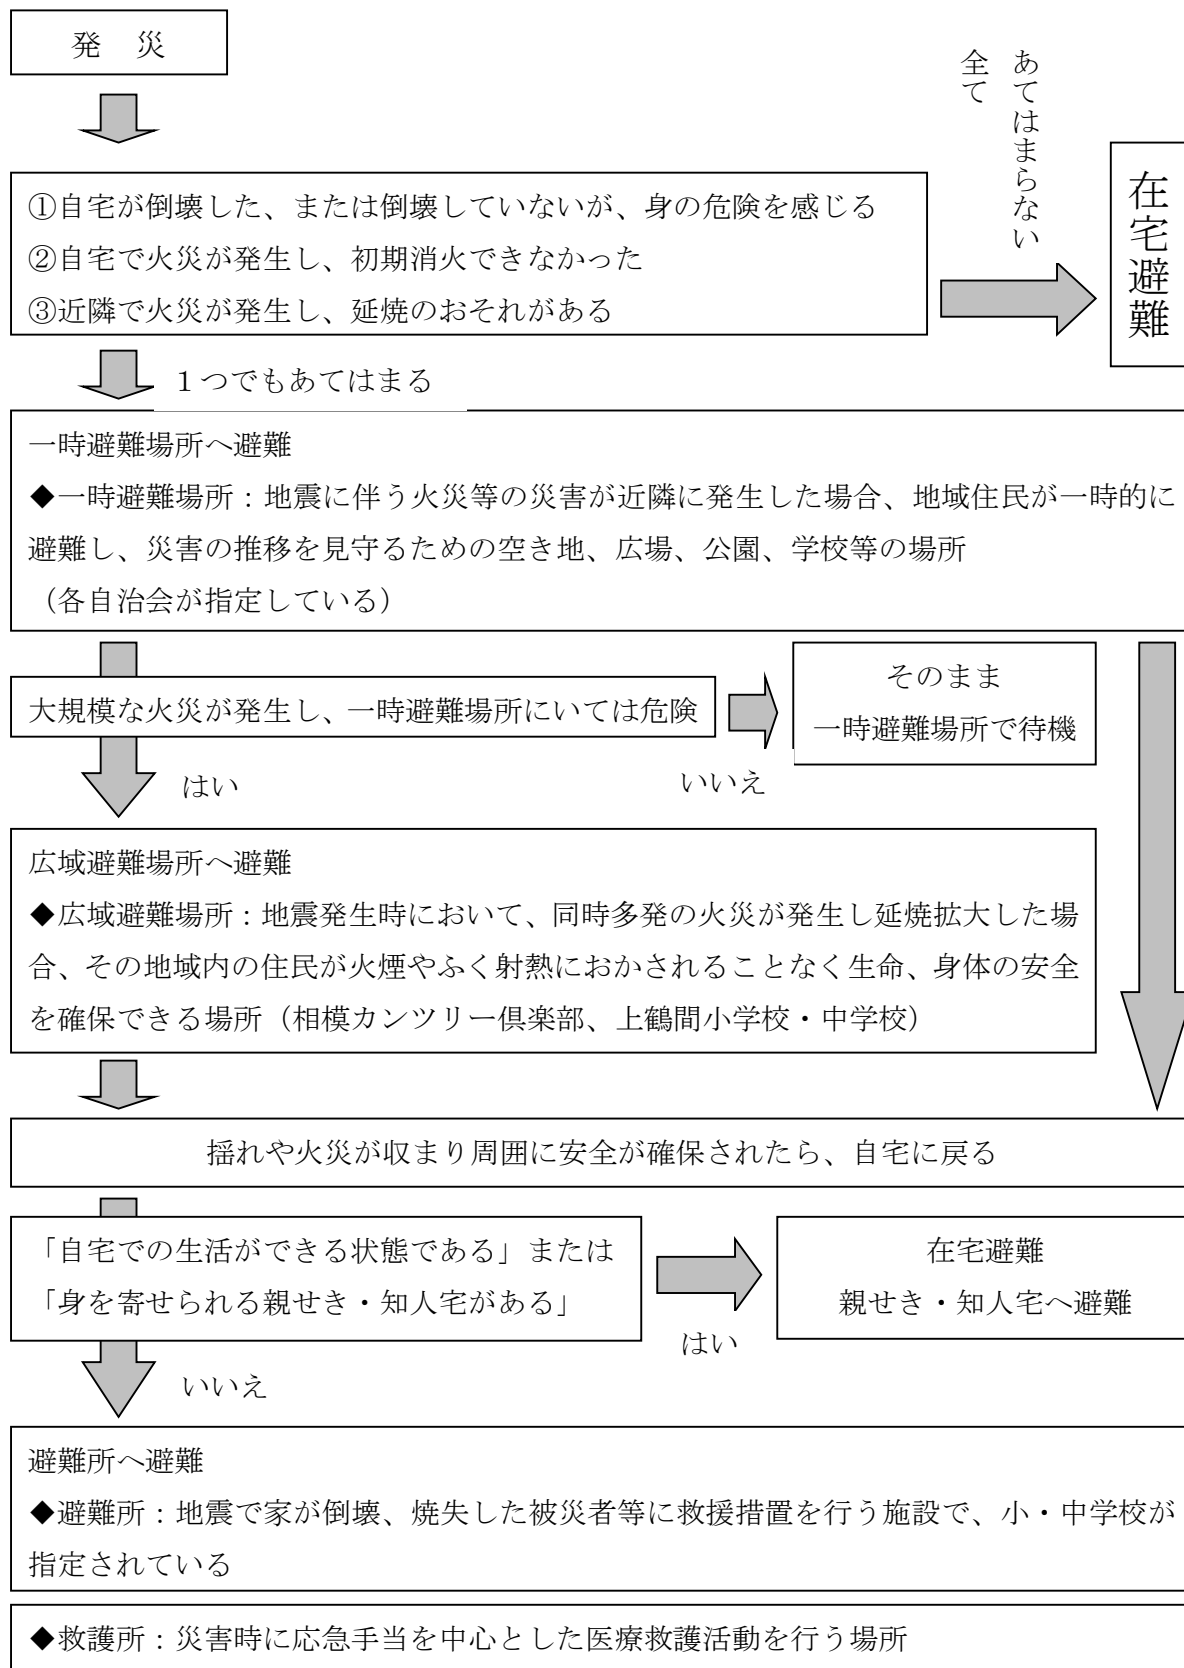 発　災
全て
あてはまらない
在宅避難
①自宅が倒壊した、または倒壊していないが、身の危険を感じる
②自宅で火災が発生し、初期消火できなかった
③近隣で火災が発生し、延焼のおそれがある
１つでもあてはまる
一時避難場所へ避難
◆一時避難場所：地震に伴う火災等の災害が近隣に発生した場合、地域住民が一時的に
避難し、災害の推移を見守るための空き地、広場、公園、学校等の場所
（各自治会が指定している）
大規模な火災が発生し、一時避難場所にいては危険
そのまま
一時避難場所で待機
はい
いいえ
広域避難場所へ避難
◆広域避難場所：地震発生時において、同時多発の火災が発生し延焼拡大した場
合、その地域内の住民が火煙やふく射熱におかされることなく生命、身体の安全
を確保できる場所（相模カンツリー倶楽部、上鶴間小学校・中学校）
揺れや火災が収まり周囲に安全が確保されたら、自宅に戻る
「自宅での生活ができる状態である」または
「身を寄せられる親せき・知人宅がある」
はい
在宅避難
親せき・知人宅へ避難
いいえ
避難所へ避難
◆避難所：地震で家が倒壊、焼失した被災者等に救援措置を行う施設で、小・中学校が
指定されている
◆救護所：災害時に応急手当を中心とした医療救護活動を行う場所